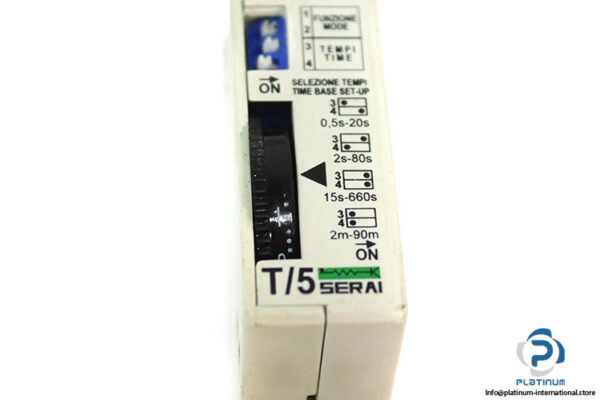 1 FUNZIONE
2 MODE
3 TEMPI
4 TIME
ON
SELEZIONE TEMPI
TIME BASE SET-UP
3
4
0,5s-20s
3
4
2s-80s
3
4
15s-660s
3
4
2m-90m
ON
T/5 SERAI
PLATINUM
Info@platinum-international.store